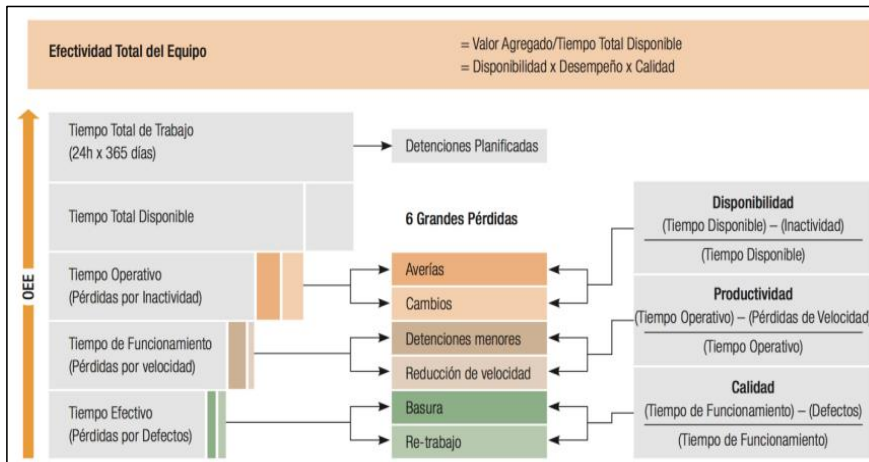 Efectividad Total del Equipo
= Valor Agregado/Tiempo Total Disponible
= Disponibilidad x Desempeño x Calidad
OEE
Tiempo Total de Trabajo
(24h x 365 días)
Detenciones Planificadas
Tiempo Total Disponible
6 Grandes Pérdidas
Tiempo Operativo
(Pérdidas por Inactividad)
Averías
Cambios
Tiempo de Funcionamiento
(Pérdidas por velocidad)
Detenciones menores
Reducción de velocidad
Tiempo Efectivo
(Pérdidas por Defectos)
Basura
Re-trabajo
Disponibilidad
(Tiempo Disponible) – (Inactividad)
(Tiempo Disponible)
Productividad
(Tiempo Operativo) – (Pérdidas de Velocidad)
(Tiempo Operativo)
Calidad
(Tiempo de Funcionamiento) – (Defectos)
(Tiempo de Funcionamiento)